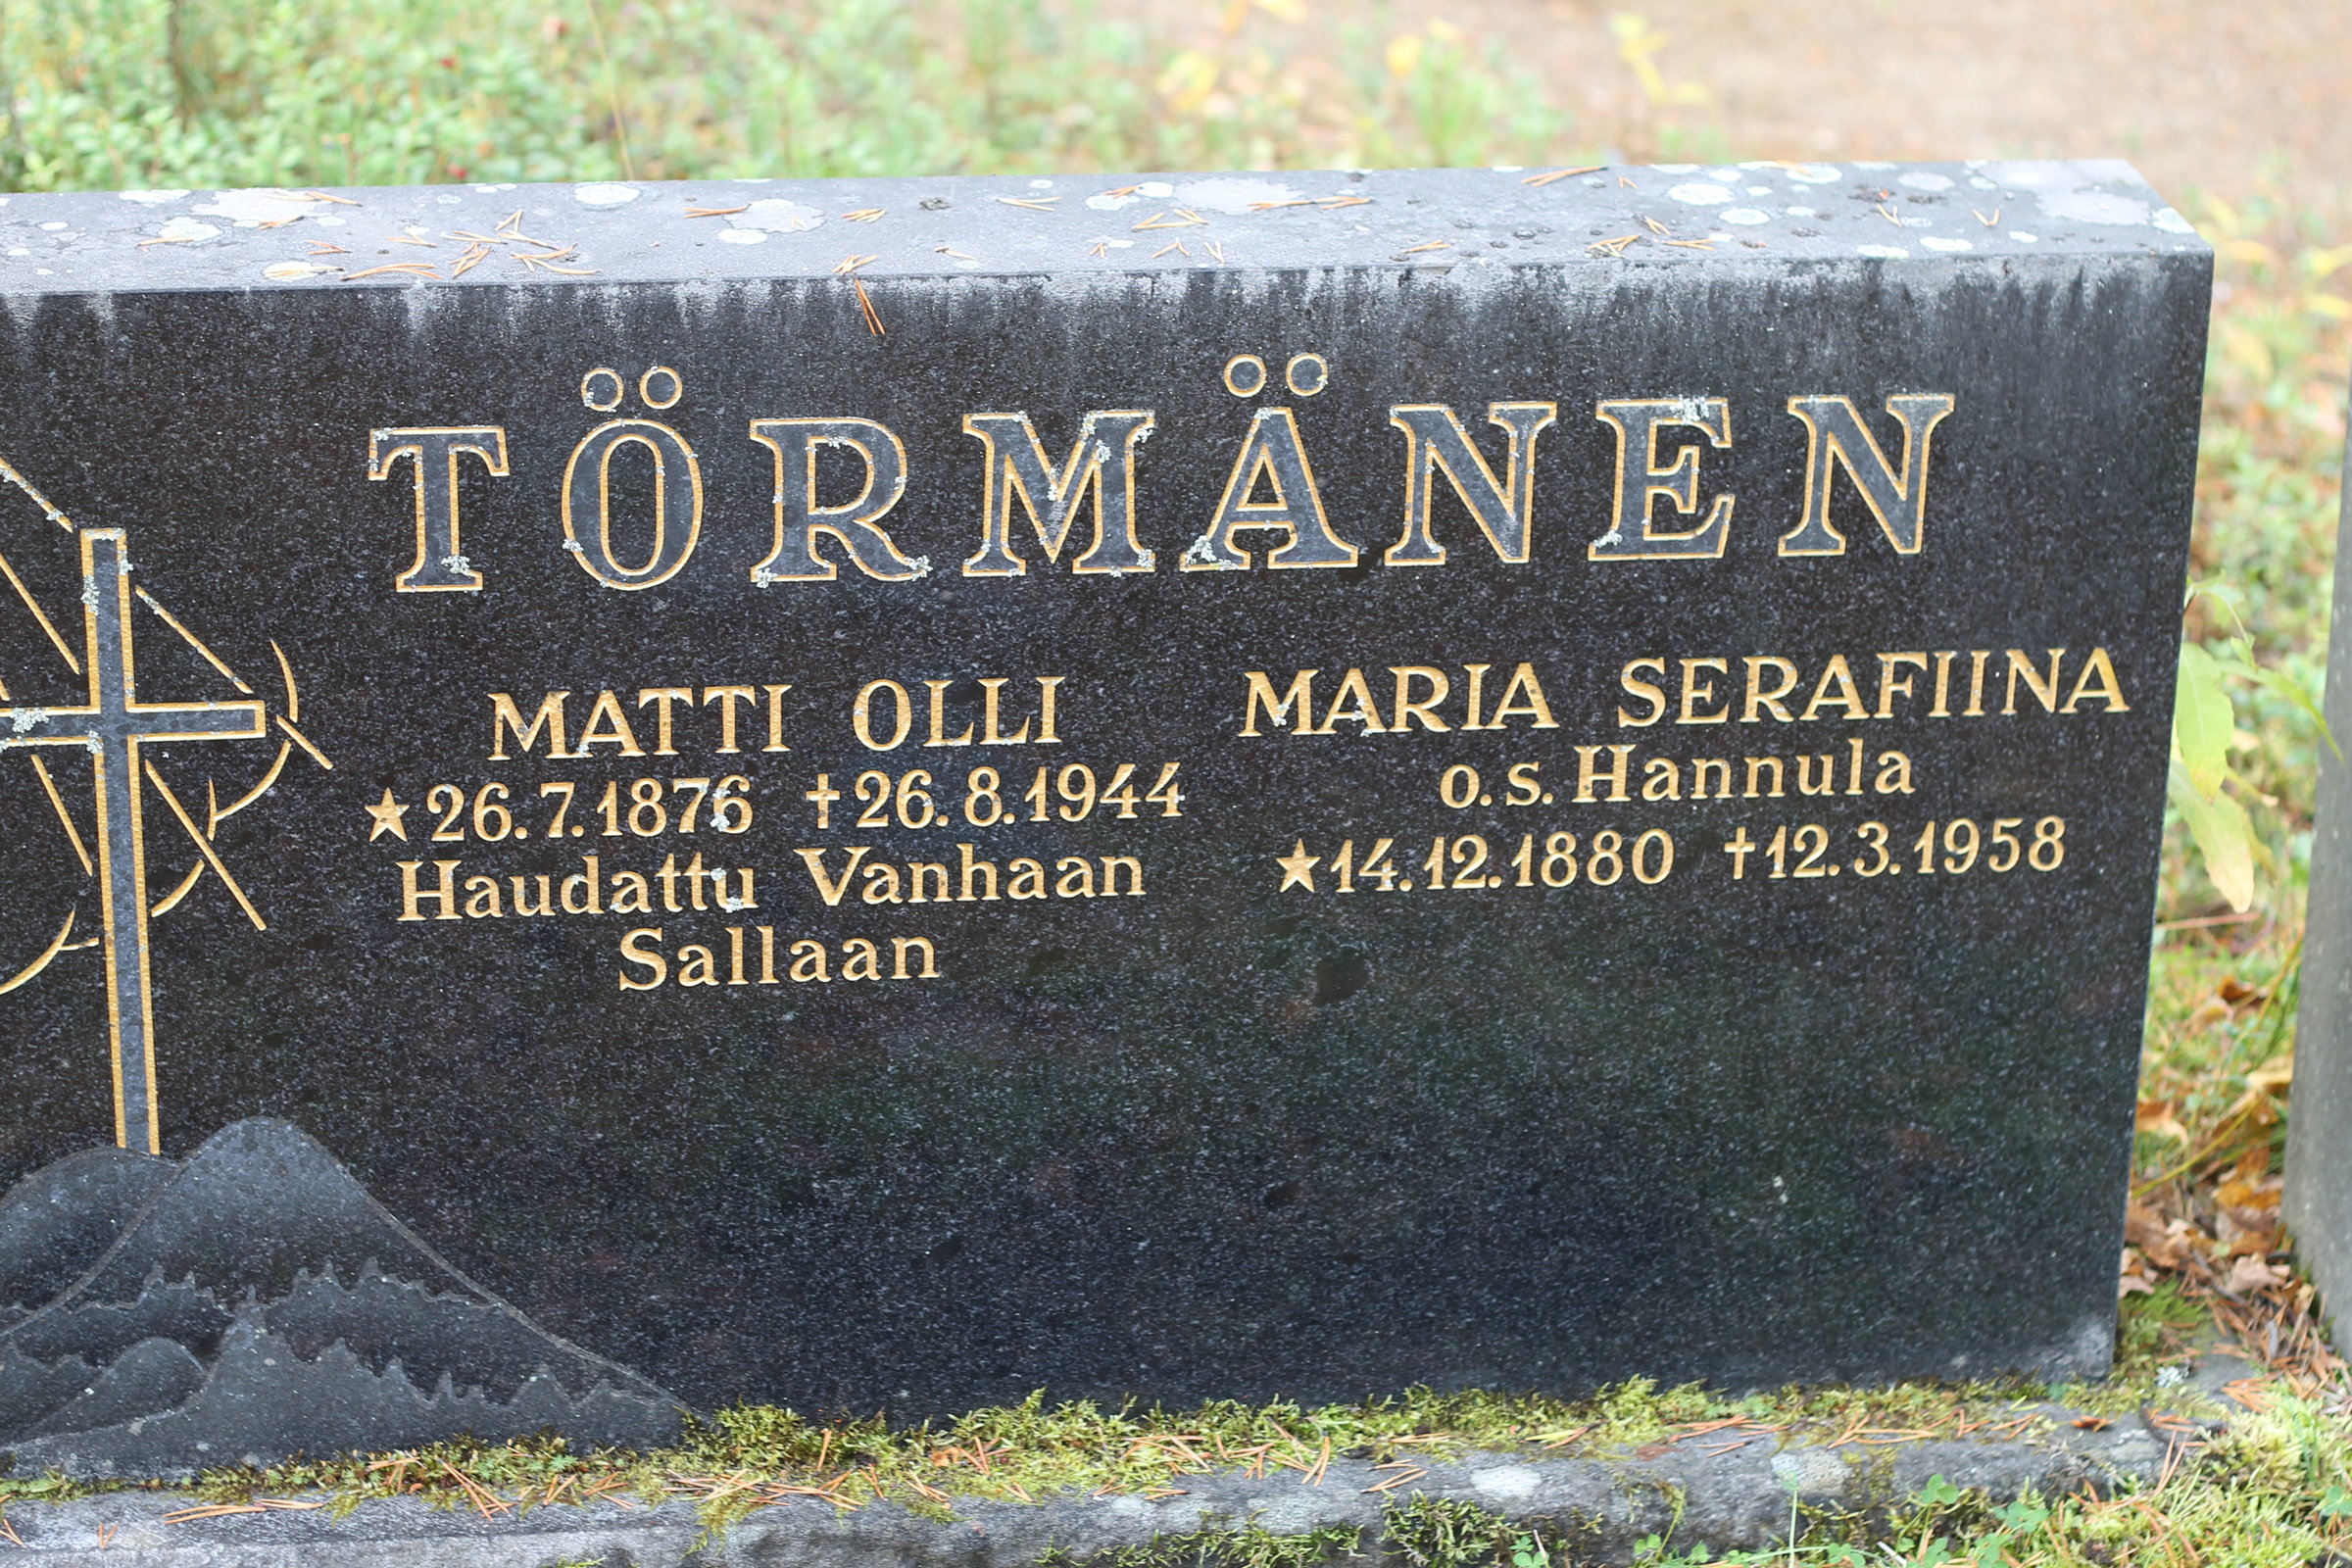 TÖRMÄNEN
MATTI OLLI
★26.7.1876 †26.8.1944
Haudattu Vanhaan
Sallaan
MARIA SERAFIINA
o.s. Hannula
★14.12.1880 †12.3.1958